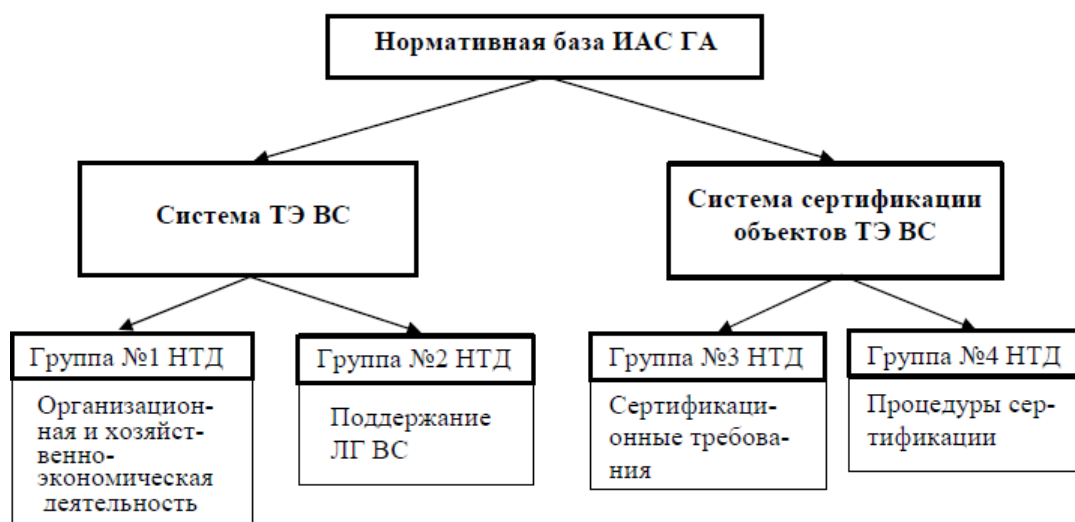 Нормативная база ИАС ГА
Система ТЭ ВС
Система сертификации
объектов ТЭ ВС
Группа №1 НТД
Организацион-
ная и хозяйст-
венно-
экономическая
деятельность
Группа №2 НТД
Поддержание
ЛГ ВС
Группа №3 НТД
Сертификаци-
онные требова-
ния
Группа №4 НТД
Процедуры сер-
тификации